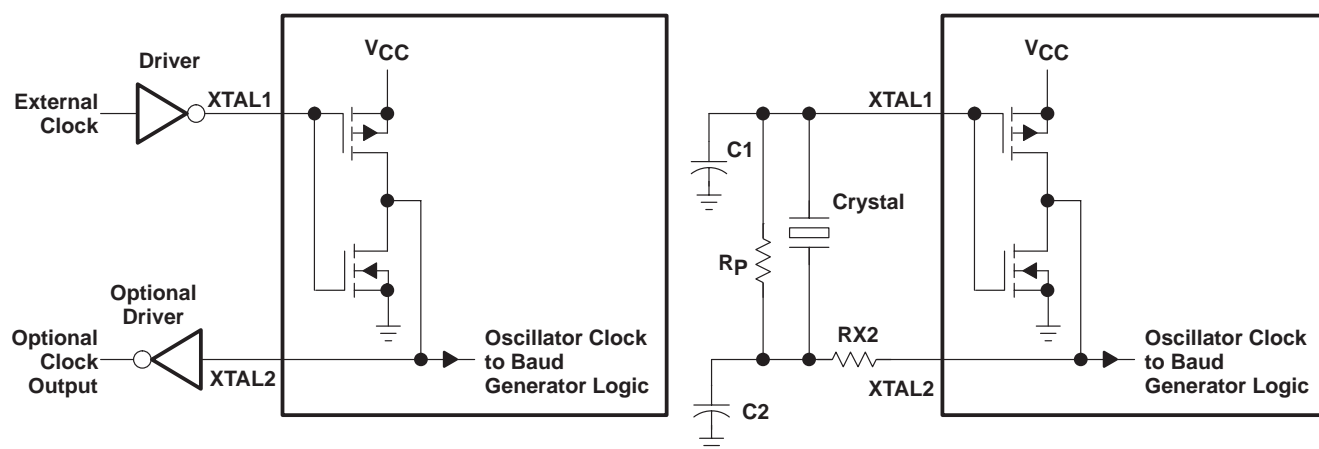 Driver
External
Clock
XTAL1
VCC
Optional
Driver
Optional
Clock
Output
XTAL2
Oscillator Clock
to Baud
Generator Logic
VCC
XTAL1
C1
Crystal
RP
RX2
XTAL2
C2
Oscillator Clock
to Baud
Generator Logic